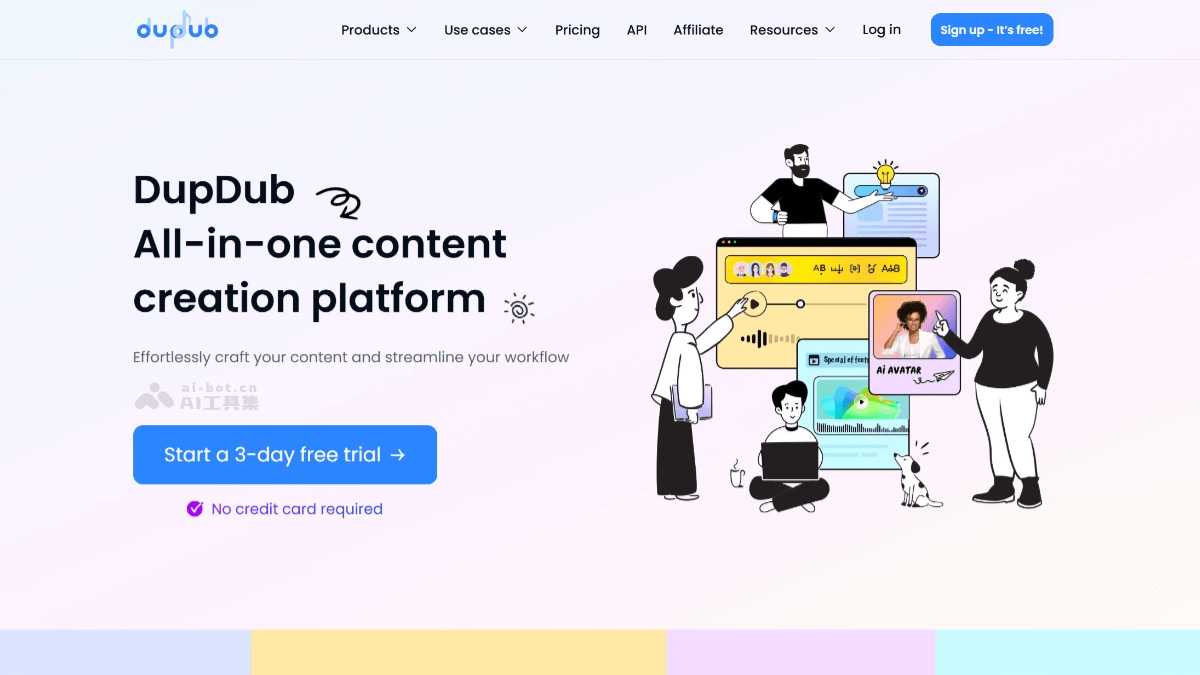 dupdub
Products
Use cases
Pricing
API
Affiliate
Resources
Log in
Sign up - It's free!
DupDub
All-in-one content
creation platform
Effortlessly craft your content and streamline your workflow
ai-bot.cn
AI工具集
Start a 3-day free trial →
No credit card required
Special effects
Ai AVATAR